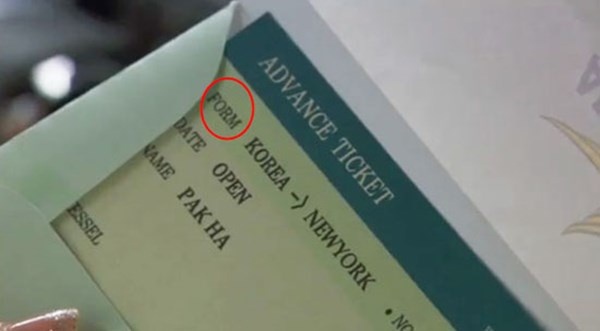 ADVANCE TICKET
FORM KOREA -> NEWYORK
DATE OPEN
NAME PAK HA
ESSEL